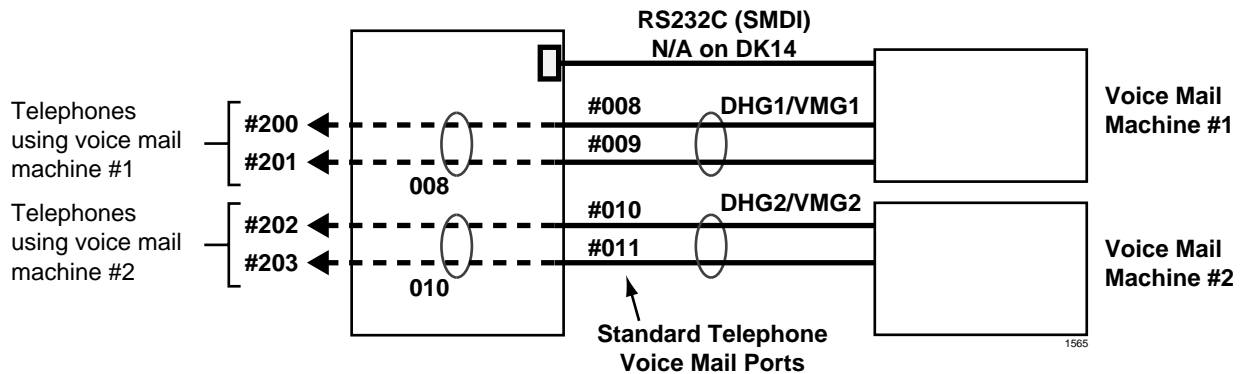 RS232C (SMDI)
N/A on DK14
Telephones
using voice mail
machine #1
#200
#201
008
#008
DHG1/VMG1
#009
Voice Mail
Machine #1
Telephones
using voice mail
machine #2
#202
#203
010
#010
DHG2/VMG2
#011
Voice Mail
Machine #2
Standard Telephone
Voice Mail Ports
1565